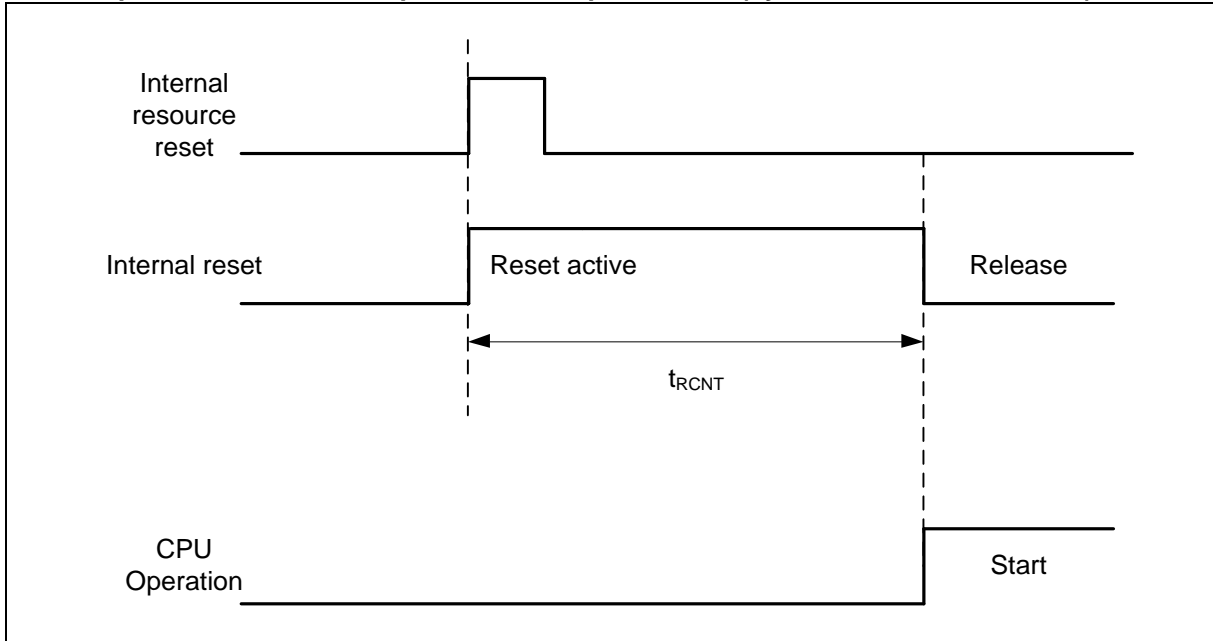 Internal
resource
reset
Internal reset
Reset active
Release
tRCNT
CPU
Operation
Start